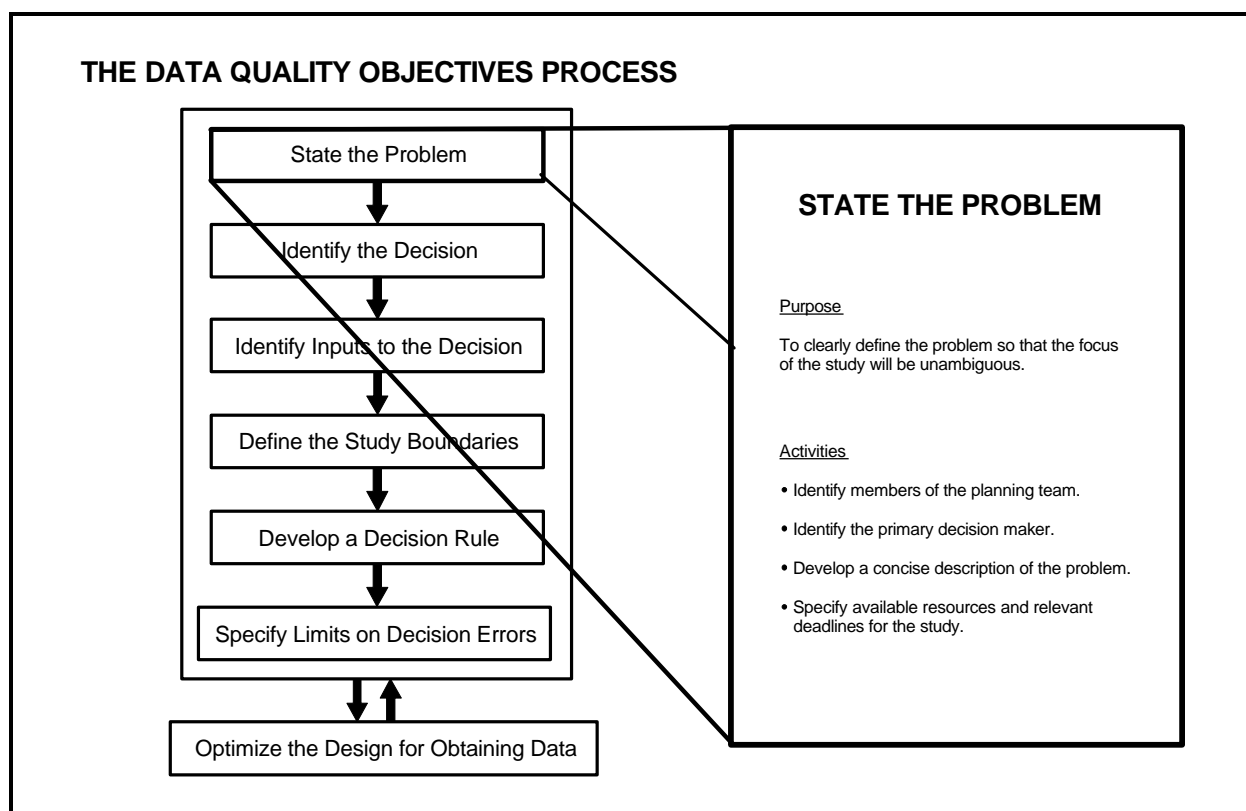 THE DATA QUALITY OBJECTIVES PROCESS
State the Problem
Identify the Decision
Identify Inputs to the Decision
Define the Study Boundaries
Develop a Decision Rule
Specify Limits on Decision Errors
Optimize the Design for Obtaining Data
STATE THE PROBLEM
Purpose
To clearly define the problem so that the focus
of the study will be unambiguous.
Activities
• Identify members of the planning team.
• Identify the primary decision maker.
• Develop a concise description of the problem.
• Specify available resources and relevant
deadlines for the study.